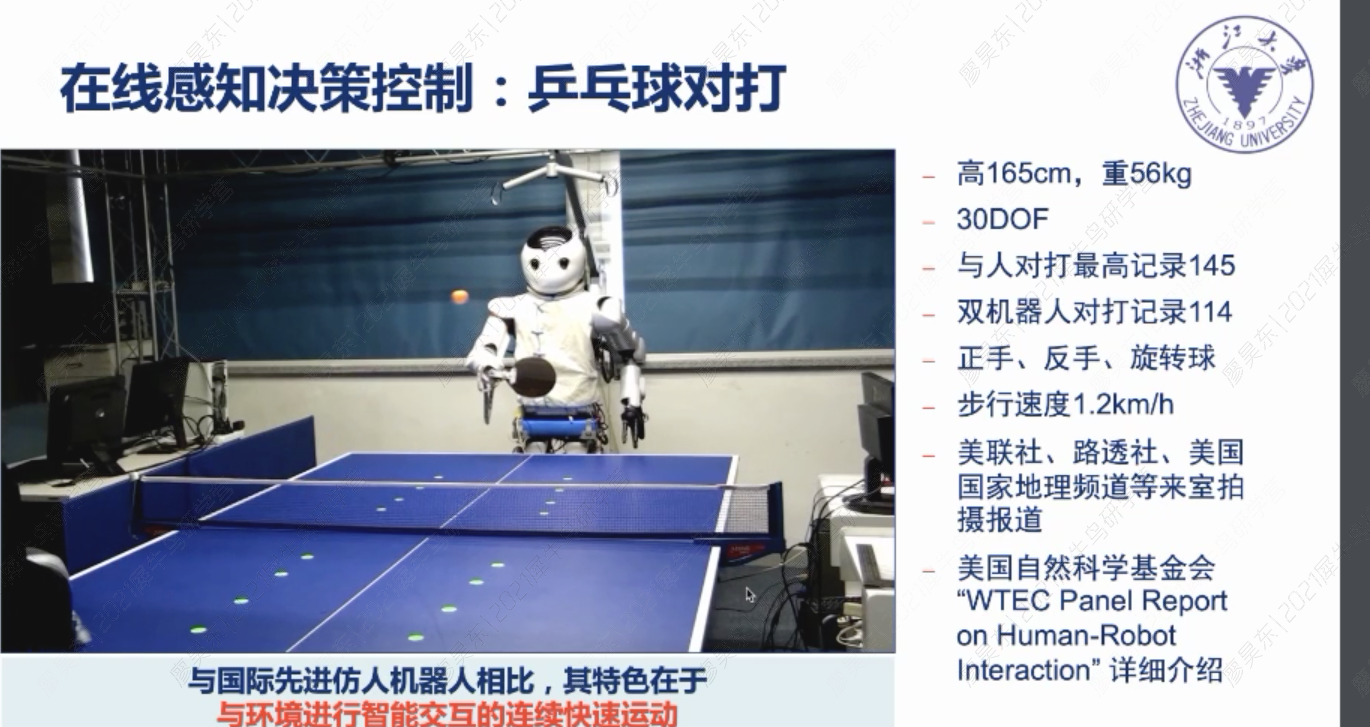 在线感知决策控制：乒乓球对打
浙江大学
ZHEJIANG UNIVERSITY
1897
– 高165cm，重56kg
– 30DOF
– 与人对打最高记录145
– 双机器人对打记录114
– 正手、反手、旋转球
– 步行速度1.2km/h
– 美联社、路透社、美国
国家地理频道等来室拍
摄报道
– 美国自然科学基金会
“WTEC Panel Report
on Human-Robot
Interaction” 详细介绍
与国际先进仿人机器人相比，其特色在于
与环境进行智能交互的连续快速运动